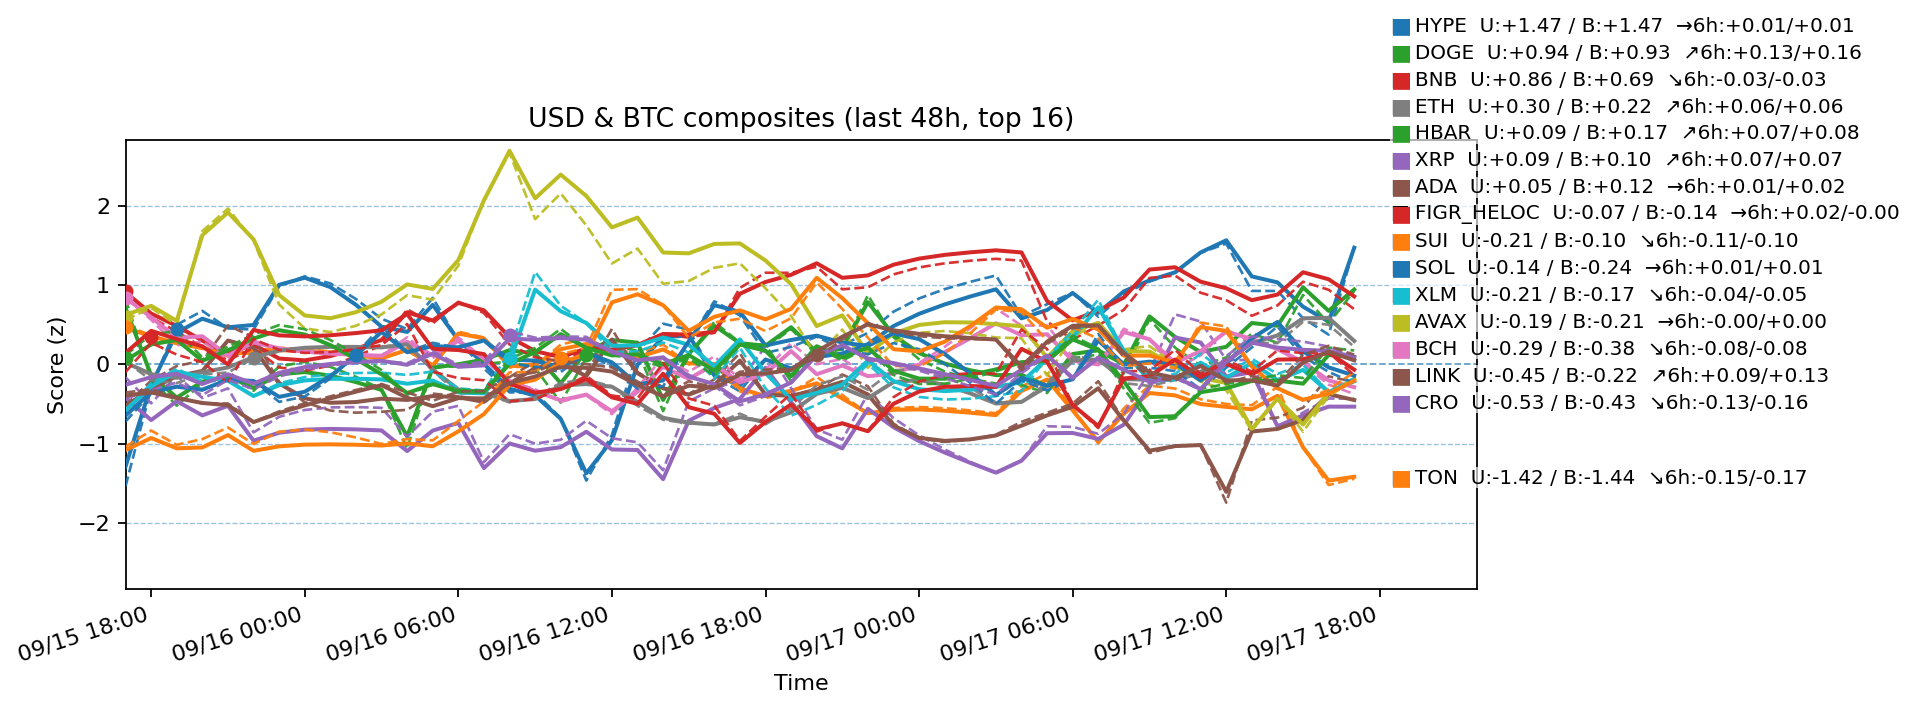 USD & BTC composites (last 48h, top 16)
HYPE  U:+1.47 / B:+1.47  →6h:+0.01/+0.01
DOGE  U:+0.94 / B:+0.93  ↗6h:+0.13/+0.16
BNB  U:+0.86 / B:+0.69  ↘6h:-0.03/-0.03
ETH  U:+0.30 / B:+0.22  ↗6h:+0.06/+0.06
HBAR  U:+0.09 / B:+0.17  ↗6h:+0.07/+0.08
XRP  U:+0.09 / B:+0.10  ↗6h:+0.07/+0.07
ADA  U:+0.05 / B:+0.12  →6h:+0.01/+0.02
FIGR_HELOC  U:-0.07 / B:-0.14  →6h:+0.02/-0.00
SUI  U:-0.21 / B:-0.10  ↘6h:-0.11/-0.10
SOL  U:-0.14 / B:-0.24  →6h:+0.01/+0.01
XLM  U:-0.21 / B:-0.17  ↘6h:-0.04/-0.05
AVAX  U:-0.19 / B:-0.21  →6h:-0.00/+0.00
BCH  U:-0.29 / B:-0.38  ↘6h:-0.08/-0.08
LINK  U:-0.45 / B:-0.22  ↗6h:+0.09/+0.13
CRO  U:-0.53 / B:-0.43  ↘6h:-0.13/-0.16
TON  U:-1.42 / B:-1.44  ↘6h:-0.15/-0.17
Score (z)
2
1
0
−1
−2
09/15 18:00
09/16 00:00
09/16 06:00
09/16 12:00
09/16 18:00
09/17 00:00
09/17 06:00
09/17 12:00
09/17 18:00
Time